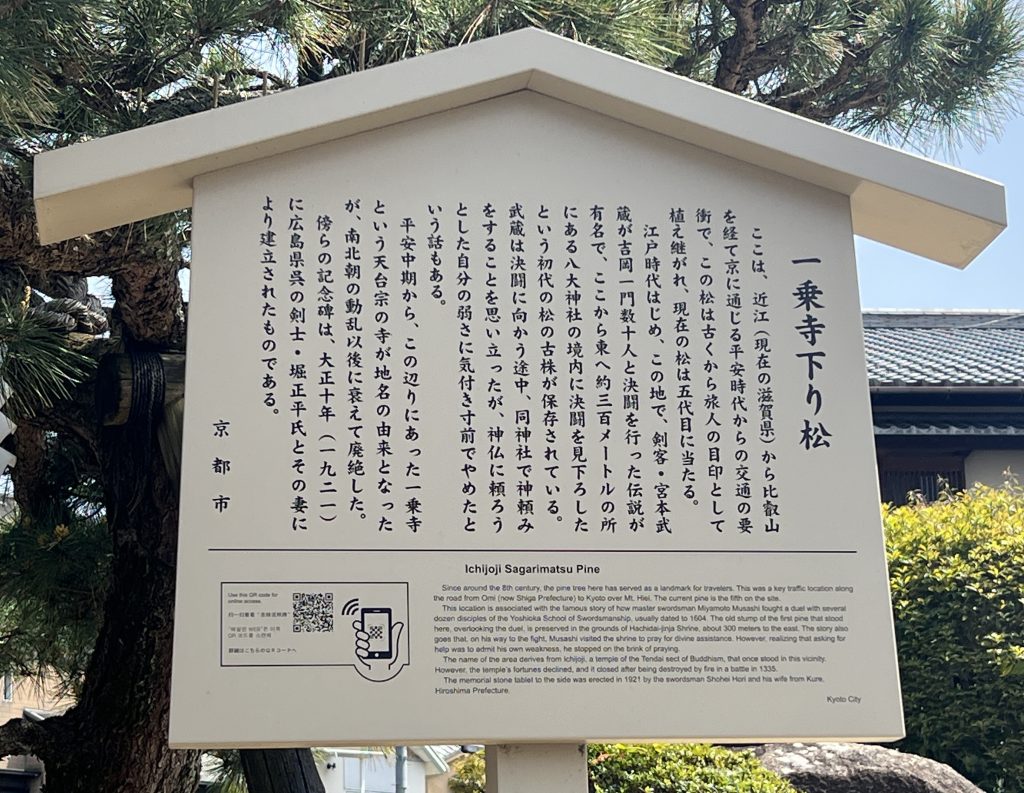 一乗寺下り松
ここは、近江（現在の滋賀県）から比叡山
を経て京に通じる平安時代からの交通の要
衝で、この松は古くから旅人の目印として
植え継がれ、現在の松は五代目に当たる。
江戸時代はじめ、この地で、剣客・宮本武
蔵が吉岡一門数十人と決闘を行った伝説が
有名で、ここから東へ約三百メートルの所
にある八大神社の境内に決闘を見下ろした
という初代の松の古株が保存されている。
武蔵は決闘に向かう途中、同神社で神頼み
をすることを思い立ったが、神仏に頼ろう
とした自分の弱さに気付き寸前でやめたと
いう話もある。
平安中期から、この辺りにあった一乗寺
という天台宗の寺が地名の由来となった
が、南北朝の動乱以後に衰えて廃絶した。
傍らの記念碑は、大正十年（一九二一）
に広島県呉の剣士・堀正平氏とその妻に
より建立されたものである。
京都市
Ichijoji Sagarimatsu Pine
Since around the 8th century, the pine tree here has served as a landmark for travelers. This was a key traffic location along
the road from Omi (now Shiga Prefecture) to Kyoto over Mt. Hiei. The current pine is the fifth on the site.
This location is associated with the famous story of how master swordsman Miyamoto Musashi fought a duel with several
dozen disciples of the Yoshioka School of Swordsmanship, usually dated to 1604. The old stump of the first pine that stood
here, overlooking the duel, is preserved in the grounds of Hachidai-jinja Shrine, about 300 meters to the east. The story also
goes that, on his way to the fight, Musashi visited the shrine to pray for divine assistance. However, realizing that asking for
help was to admit his own weakness, he stopped on the brink of praying.
The name of the area derives from Ichijoji, a temple of the Tendai sect of Buddhism, that once stood in this vicinity.
However, the temple's fortunes declined, and it closed after being destroyed by fire in a battle in 1335.
The memorial stone tablet to the side was erected in 1921 by the swordsman Shohei Hori and his wife from Kure,
Hiroshima Prefecture.
Kyoto City
Use this QR code for
online access.
詳細はこちらのQRコードへ